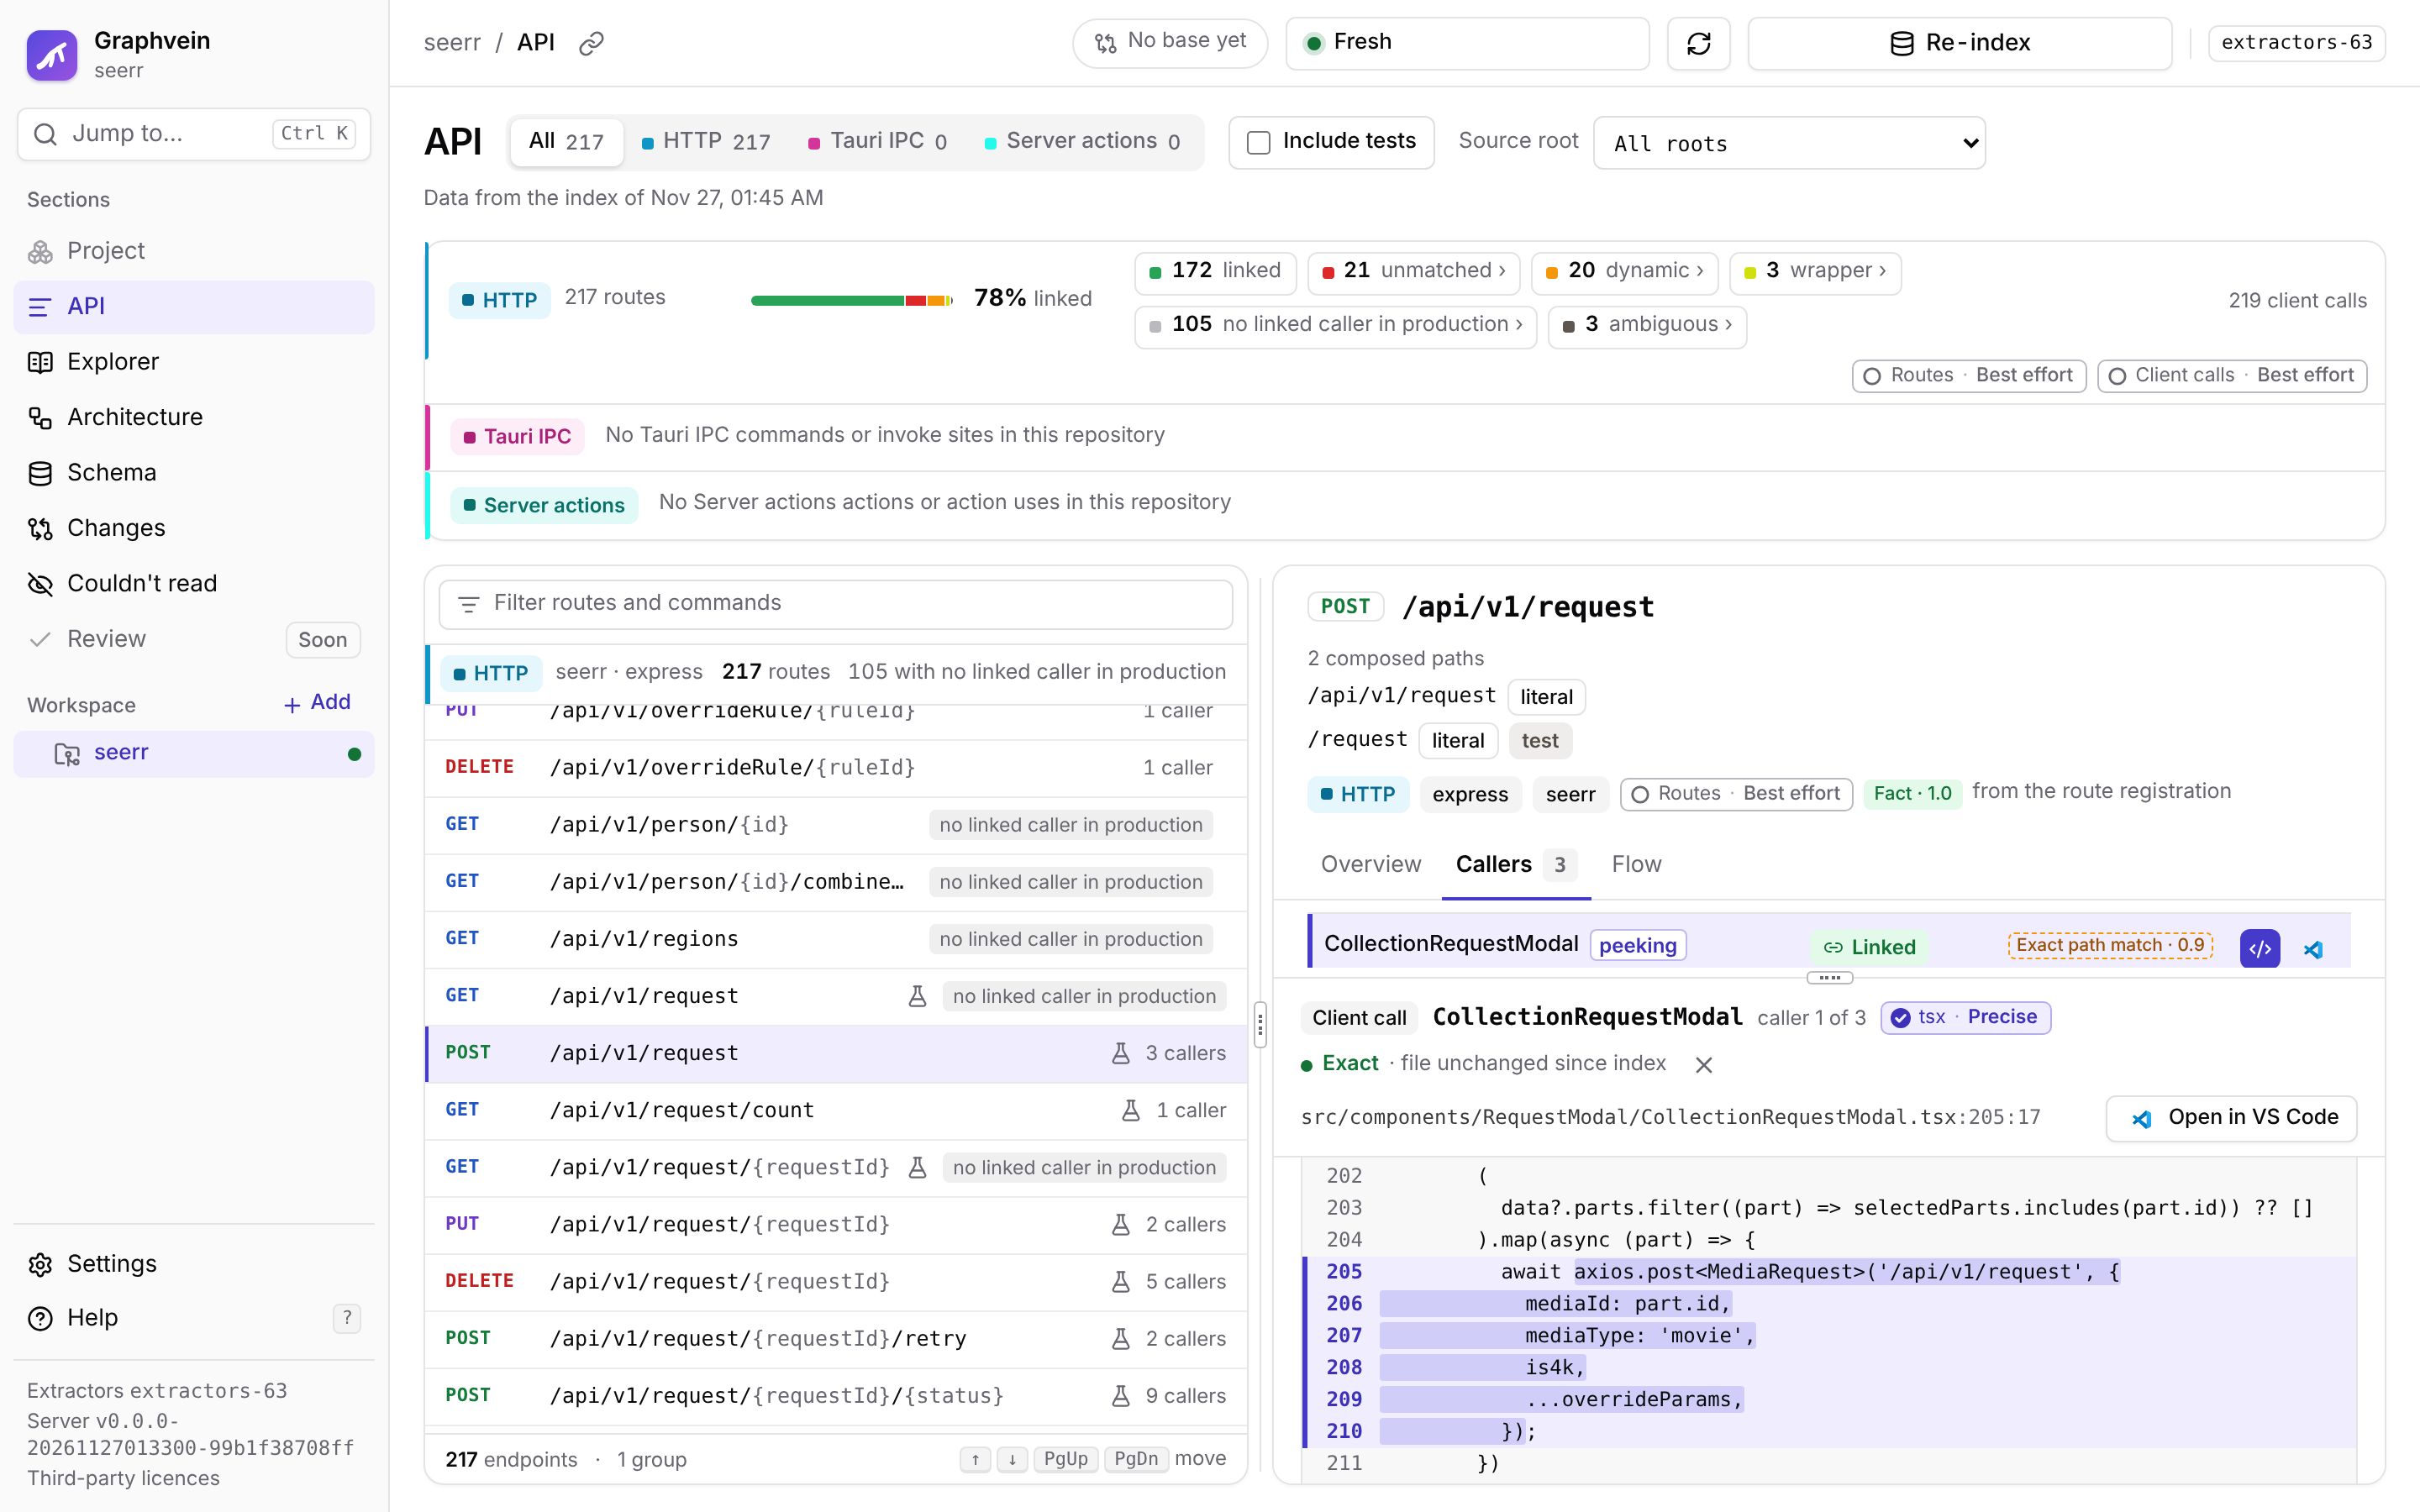 Graphvein
seerr
Jump to... Ctrl K
Sections
Project
API
Explorer
Architecture
Schema
Changes
Couldn't read
Review Soon
Workspace + Add
seerr
Settings
Help ?
Extractors extractors-63
Server v0.0.0-
20261127013300-99b1f38708ff
Third-party licences
seerr / API No base yet Fresh Re-index extractors-63
API All 217 HTTP 217 Tauri IPC 0 Server actions 0 Include tests Source root All roots
Data from the index of Nov 27, 01:45 AM
HTTP 217 routes 78% linked 172 linked 21 unmatched › 20 dynamic › 3 wrapper ›
105 no linked caller in production › 3 ambiguous › 219 client calls
Routes · Best effort Client calls · Best effort
Tauri IPC No Tauri IPC commands or invoke sites in this repository
Server actions No Server actions actions or action uses in this repository
Filter routes and commands
HTTP seerr · express 217 routes 105 with no linked caller in production
PUT /api/v1/overrideRule/{ruleId} 1 caller
DELETE /api/v1/overrideRule/{ruleId} 1 caller
GET /api/v1/person/{id} no linked caller in production
GET /api/v1/person/{id}/combine… no linked caller in production
GET /api/v1/regions no linked caller in production
GET /api/v1/request no linked caller in production
POST /api/v1/request 3 callers
GET /api/v1/request/count 1 caller
GET /api/v1/request/{requestId} no linked caller in production
PUT /api/v1/request/{requestId} 2 callers
DELETE /api/v1/request/{requestId} 5 callers
POST /api/v1/request/{requestId}/retry 2 callers
POST /api/v1/request/{requestId}/{status} 9 callers
217 endpoints · 1 group ↑ ↓ PgUp PgDn move
POST /api/v1/request
2 composed paths
/api/v1/request literal
/request literal test
HTTP express seerr Routes · Best effort Fact · 1.0 from the route registration
Overview Callers 3 Flow
CollectionRequestModal peeking Linked Exact path match · 0.9
Client call CollectionRequestModal caller 1 of 3 tsx · Precise
Exact · file unchanged since index
src/components/RequestModal/CollectionRequestModal.tsx:205:17 Open in VS Code
202 (
203 data?.parts.filter((part) => selectedParts.includes(part.id)) ?? []
204 ).map(async (part) => {
205 await axios.post<MediaRequest>('/api/v1/request', {
206 mediaId: part.id,
207 mediaType: 'movie',
208 is4k,
209 ...overrideParams,
210 });
211 })